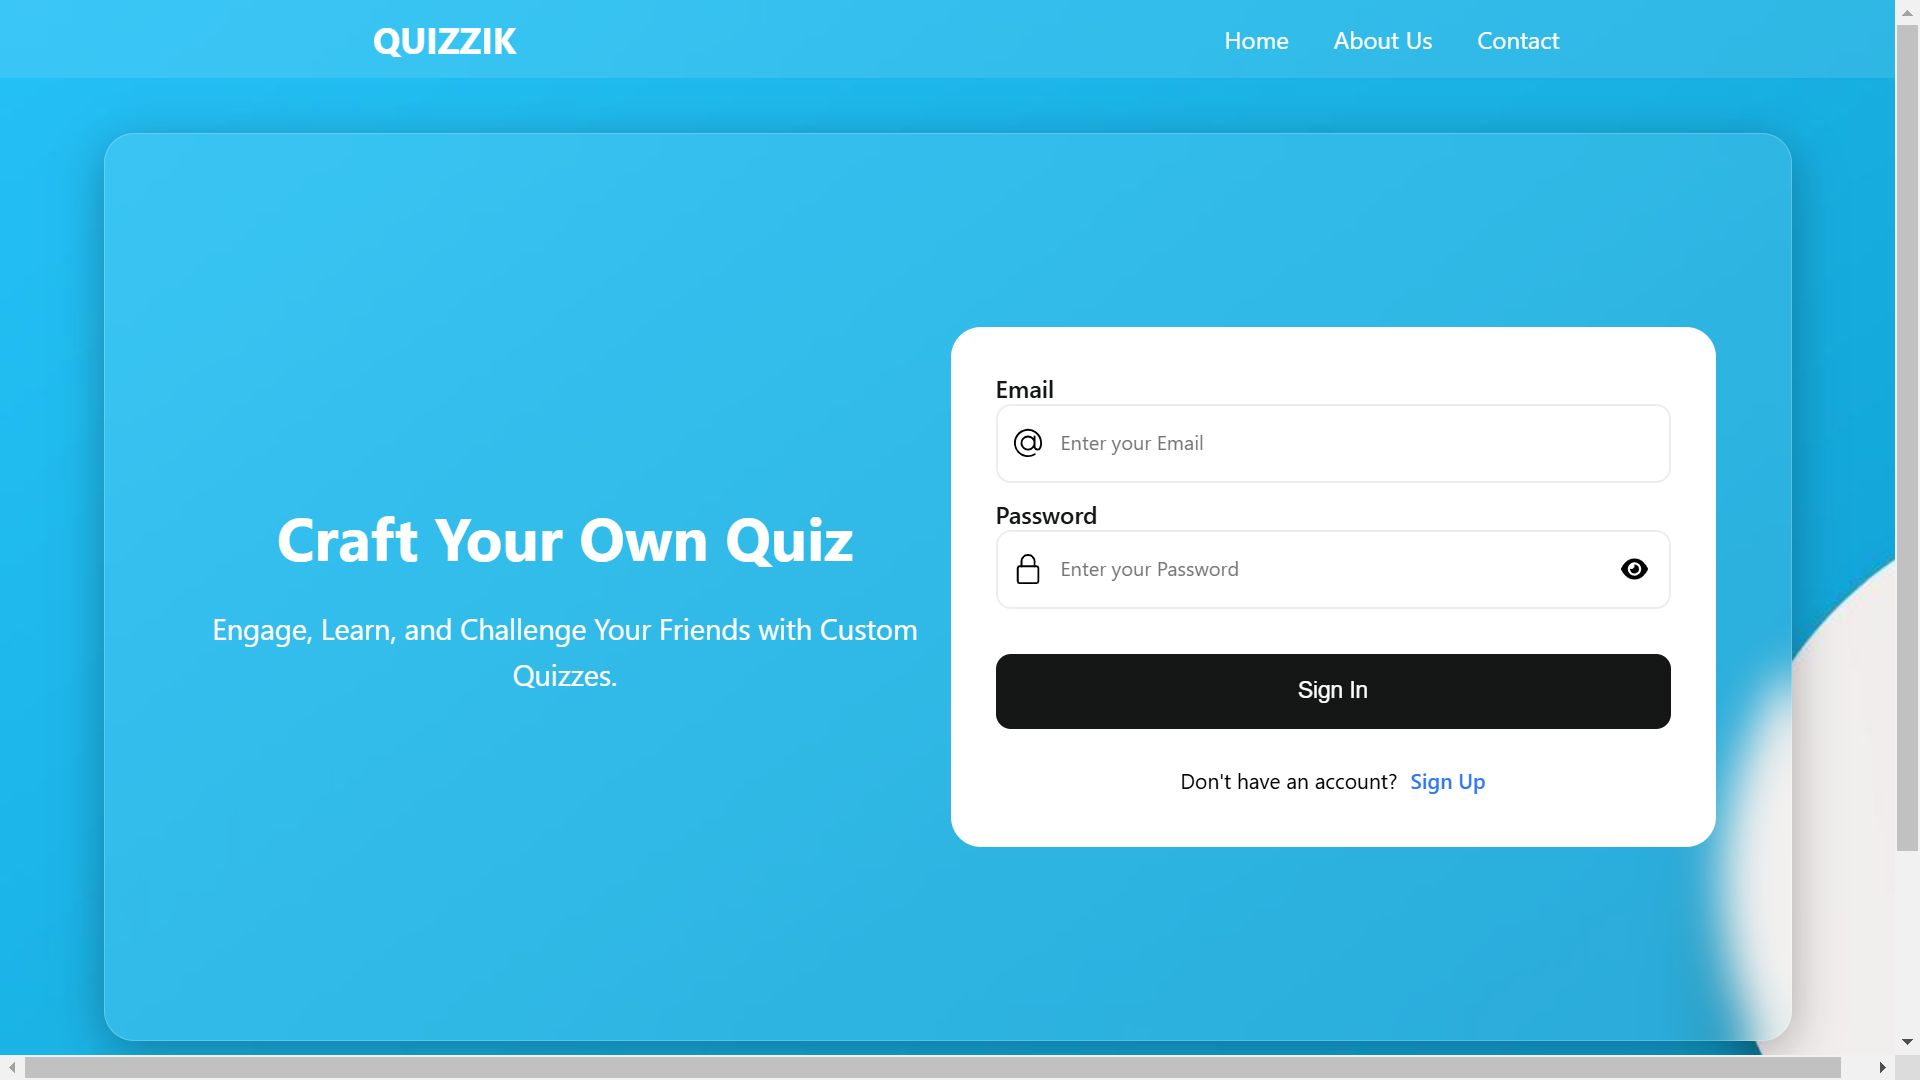 QUIZZIK
Home
About Us
Contact
Craft Your Own Quiz
Engage, Learn, and Challenge Your Friends with Custom
Quizzes.
Email
Enter your Email
Password
Enter your Password
Sign In
Don't have an account? Sign Up